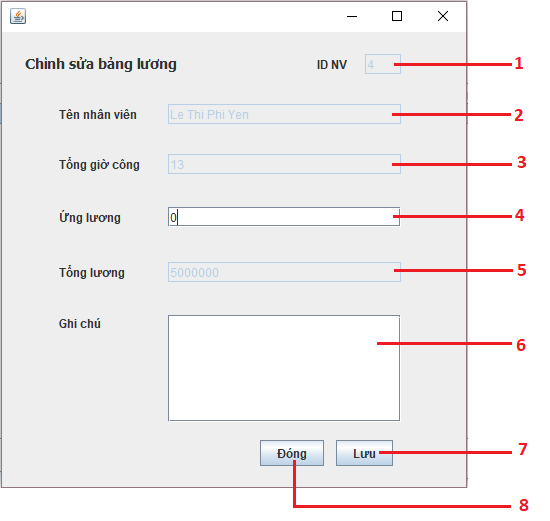 Chỉnh sửa bảng lương
ID NV 4 1
Tên nhân viên Le Thi Phi Yen 2
Tổng giờ công 13 3
Ứng lương 0 4
Tổng lương 5000000 5
Ghi chú 6
Đóng Lưu 7
8